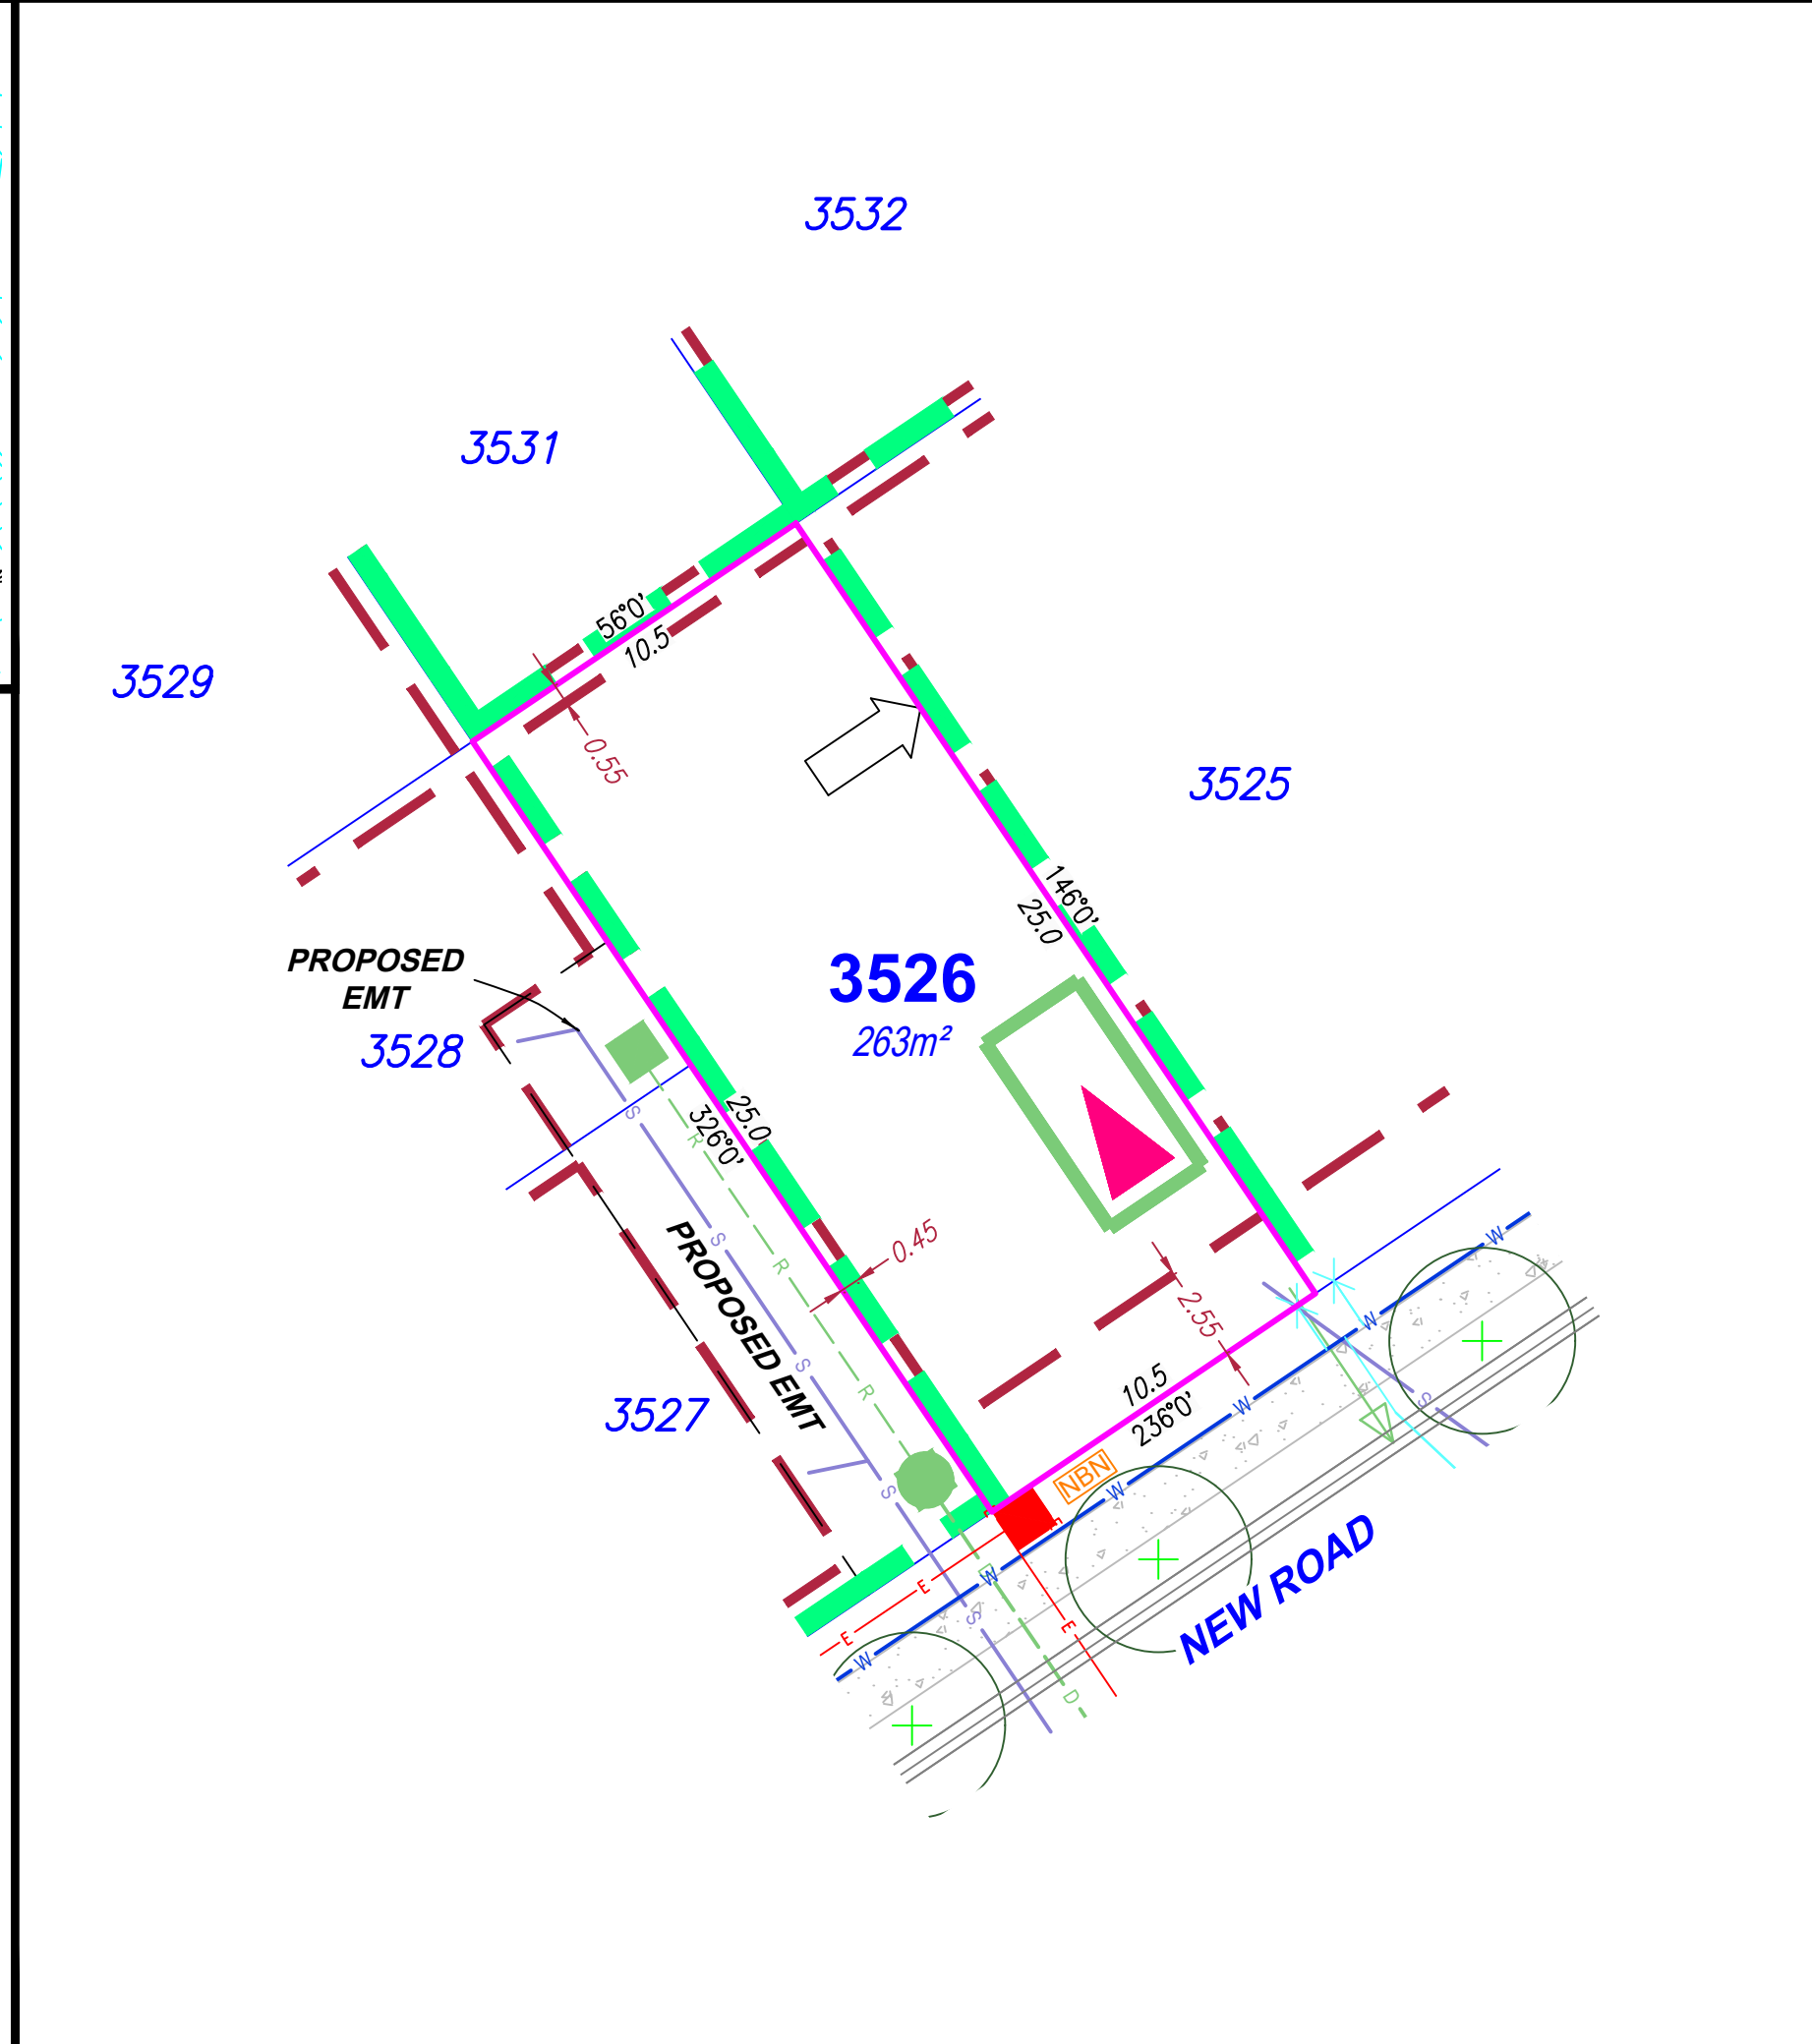 3532
3531
3529
56°0'
10.5
0.55
3525
146°0'
25.0
PROPOSED
EMT
3526
263m²
3528
S
R
25.0
326°0'
S
R
0.45
PROPOSED EMT
2.55
W
W
S
R
S
3527
10.5
236°0'
W
NBN
W
S
E
W
E
W
S
E
D
NEW ROAD